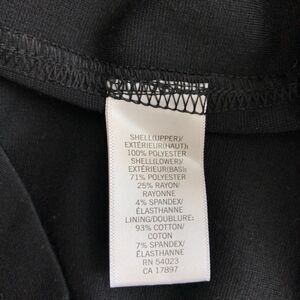 SHELL(UPPER)/
EXTÉRIEUR(HAUT):
100% POLYESTER
SHELL(LOWER)/
EXTÉRIEUR(BAS):
71% POLYESTER
25% RAYON/
RAYONNE
4% SPANDEX/
ÉLASTHANNE
LINING/DOUBLURE:
93% COTTON/
COTON
7% SPANDEX/
ÉLASTHANNE
RN 54023
CA 17897